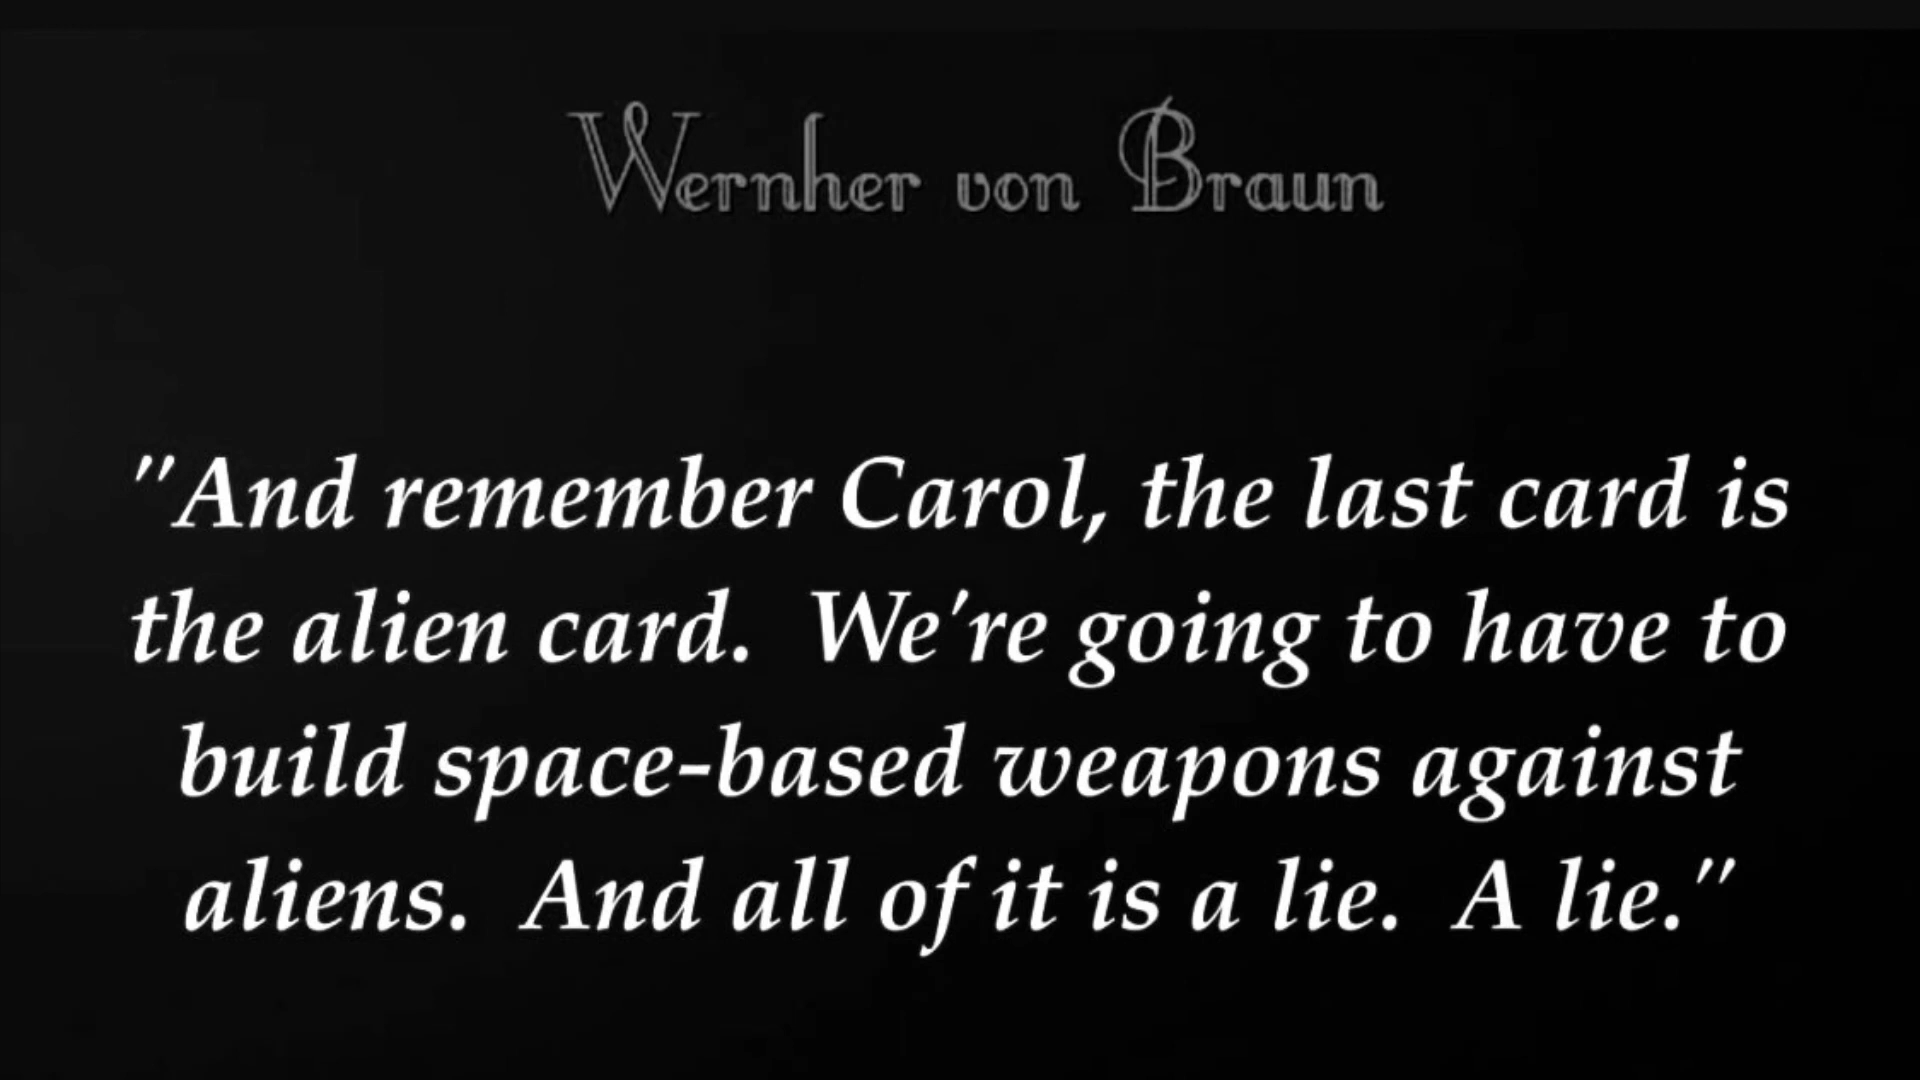 Wernher von Braun
"And remember Carol, the last card is
the alien card.  We're going to have to
build space-based weapons against
aliens.  And all of it is a lie.  A lie."